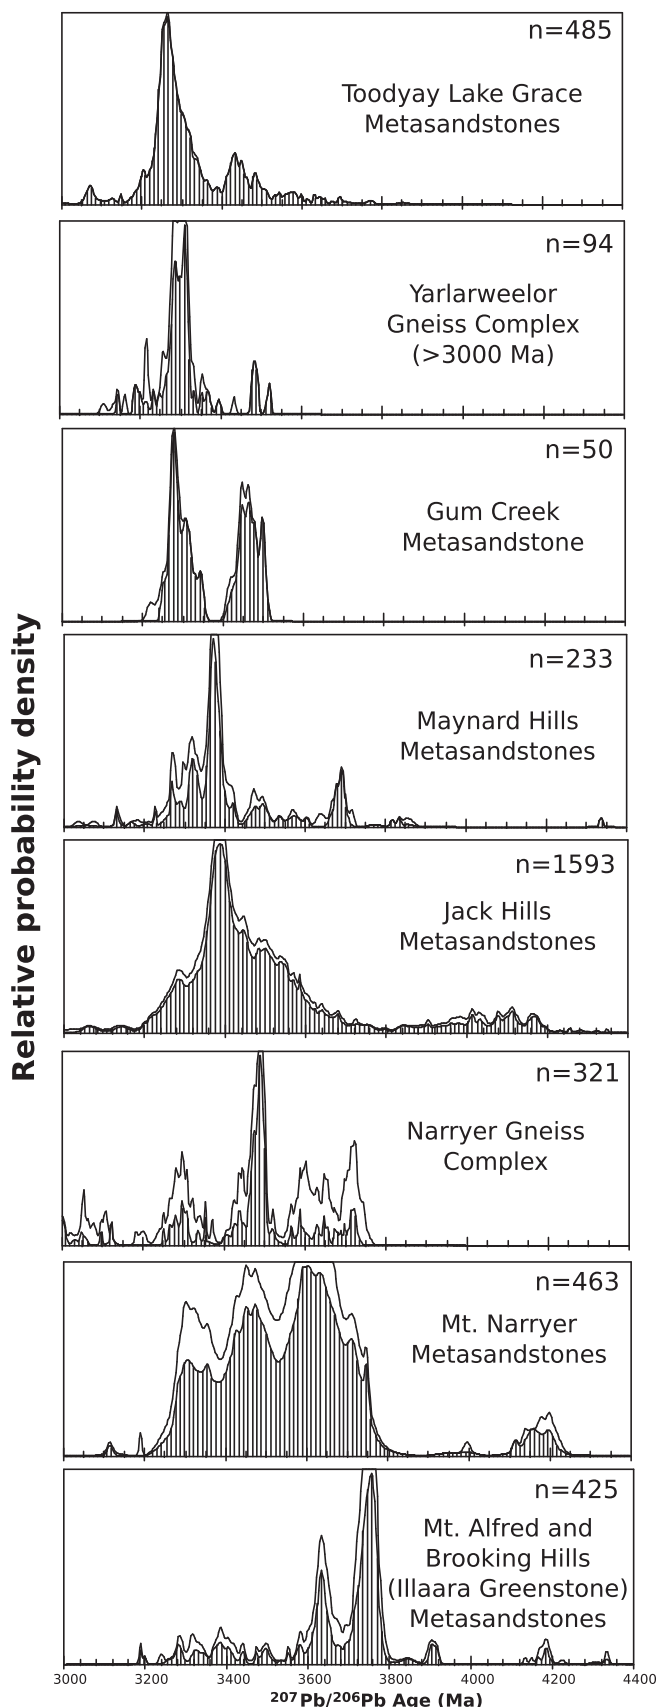 n=485
Toodyay Lake Grace
Metasandstones
n=94
Yarlarweelor
Gneiss Complex
(>3000 Ma)
n=50
Gum Creek
Metasandstone
n=233
Maynard Hills
Metasandstones
n=1593
Jack Hills
Metasandstones
n=321
Narryer Gneiss
Complex
n=463
Mt. Narryer
Metasandstones
n=425
Mt. Alfred and
Brooking Hills
(Illaara Greenstone)
Metasandstones
Relative probability density
3000 3200 3400 3600 3800 4000 4200 4400
²⁰⁷Pb/²⁰⁶Pb Age (Ma)